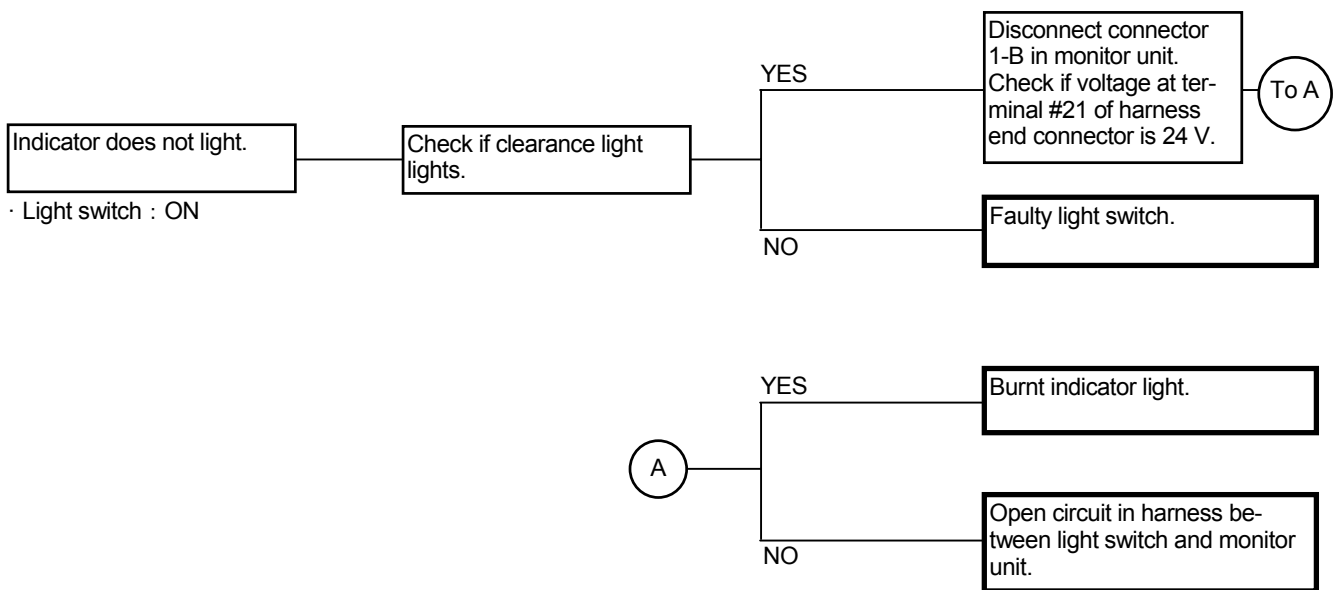 Indicator does not light.
· Light switch : ON
Check if clearance light
lights.
YES
Disconnect connector
1-B in monitor unit.
Check if voltage at ter-
minal #21 of harness
end connector is 24 V.
To A
NO
Faulty light switch.
A
YES
Burnt indicator light.
NO
Open circuit in harness be-
tween light switch and monitor
unit.